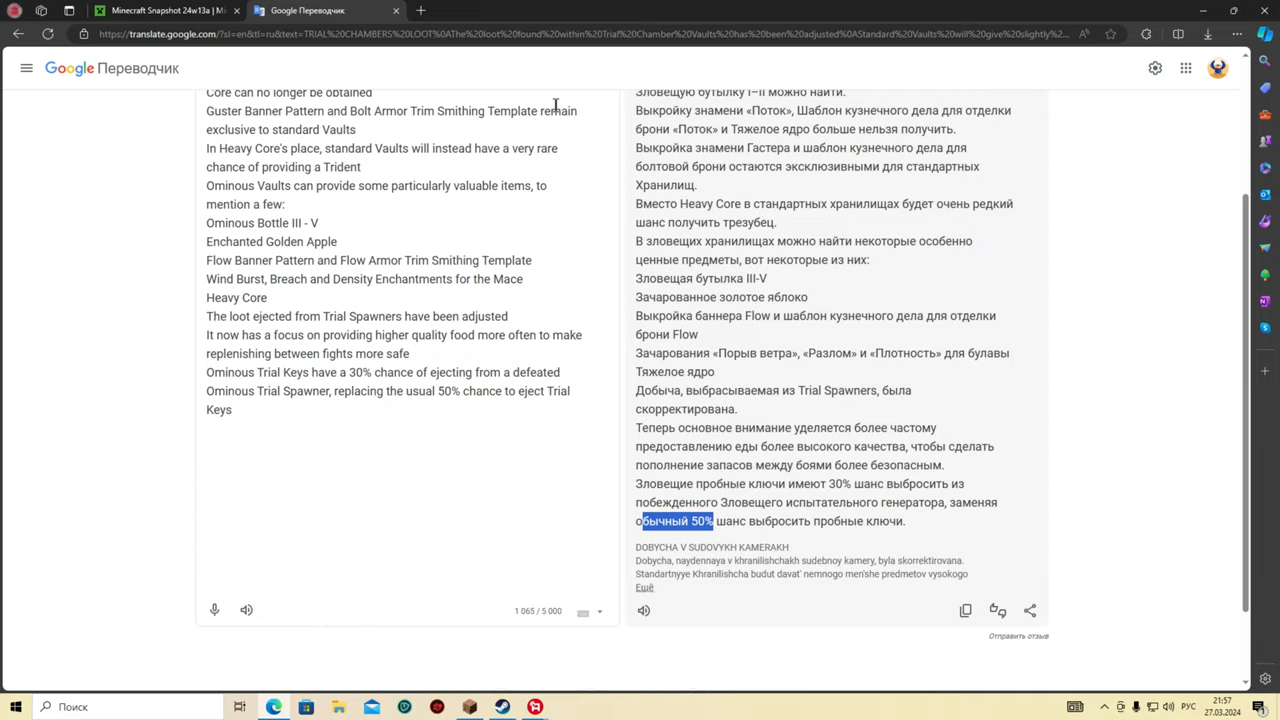 Minecraft Snapshot 24w13a | Mi
Google Переводчик
https://translate.google.com/?sl=en&tl=ru&text=TRIAL%20CHAMBERS%20LOOT%0AThe%20loot%20found%20within%20Trial%20Chamber%20Vaults%20has%20been%20adjusted%0AStandard%20Vaults%20will%20give%20slightly%...
Google Переводчик
Core can no longer be obtained
Guster Banner Pattern and Bolt Armor Trim Smithing Template remain
exclusive to standard Vaults
In Heavy Core's place, standard Vaults will instead have a very rare
chance of providing a Trident
Ominous Vaults can provide some particularly valuable items, to
mention a few:
Ominous Bottle III - V
Enchanted Golden Apple
Flow Banner Pattern and Flow Armor Trim Smithing Template
Wind Burst, Breach and Density Enchantments for the Mace
Heavy Core
The loot ejected from Trial Spawners have been adjusted
It now has a focus on providing higher quality food more often to make
replenishing between fights more safe
Ominous Trial Keys have a 30% chance of ejecting from a defeated
Ominous Trial Spawner, replacing the usual 50% chance to eject Trial
Keys
1 065 / 5 000
Зловещую бутылку I–II можно найти.
Выкройку знамени «Поток», Шаблон кузнечного дела для отделки
брони «Поток» и Тяжелое ядро больше нельзя получить.
Выкройка знамени Гастера и шаблон кузнечного дела для
болтовой брони остаются эксклюзивными для стандартных
Хранилищ.
Вместо Heavy Core в стандартных хранилищах будет очень редкий
шанс получить трезубец.
В зловещих хранилищах можно найти некоторые особенно
ценные предметы, вот некоторые из них:
Зловещая бутылка III-V
Зачарованное золотое яблоко
Выкройка баннера Flow и шаблон кузнечного дела для отделки
брони Flow
Зачарования «Порыв ветра», «Разлом» и «Плотность» для булавы
Тяжелое ядро
Добыча, выбрасываемая из Trial Spawners, была
скорректирована.
Теперь основное внимание уделяется более частому
предоставлению еды более высокого качества, чтобы сделать
пополнение запасов между боями более безопасным.
Зловещие пробные ключи имеют 30% шанс выбросить из
побежденного Зловещего испытательного генератора, заменяя
обычный 50% шанс выбросить пробные ключи.
DOBYCHA V SUDOVYKH KAMERAKH
Dobycha, naydennaya v khranilishchakh sudebnoy kamery, byla skorrektirovana.
Standartnyye Khranilishcha budut davat' nemnogo men'she predmetov vysokogo
Ещё
Отправить отзыв
Поиск
РУС
21:57
27.03.2024